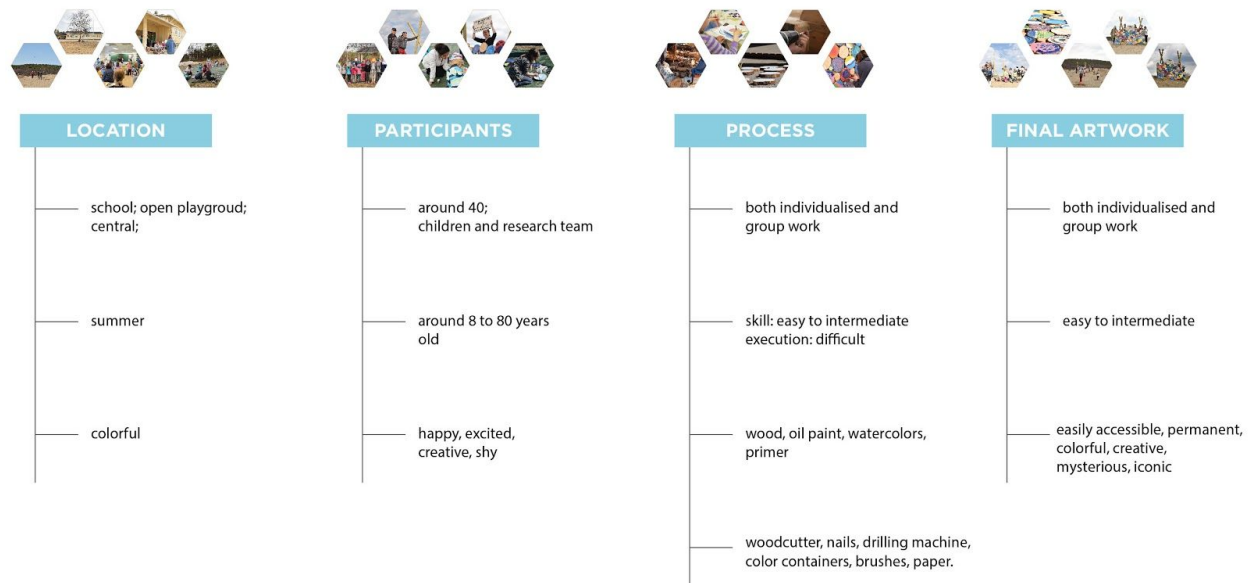 LOCATION
school; open playgroud;
central;
summer
colorful
PARTICIPANTS
around 40;
children and research team
around 8 to 80 years
old
happy, excited,
creative, shy
PROCESS
both individualised and
group work
skill: easy to intermediate
execution: difficult
wood, oil paint, watercolors,
primer
woodcutter, nails, drilling machine,
color containers, brushes, paper.
FINAL ARTWORK
both individualised and
group work
easy to intermediate
easily accessible, permanent,
colorful, creative,
mysterious, iconic